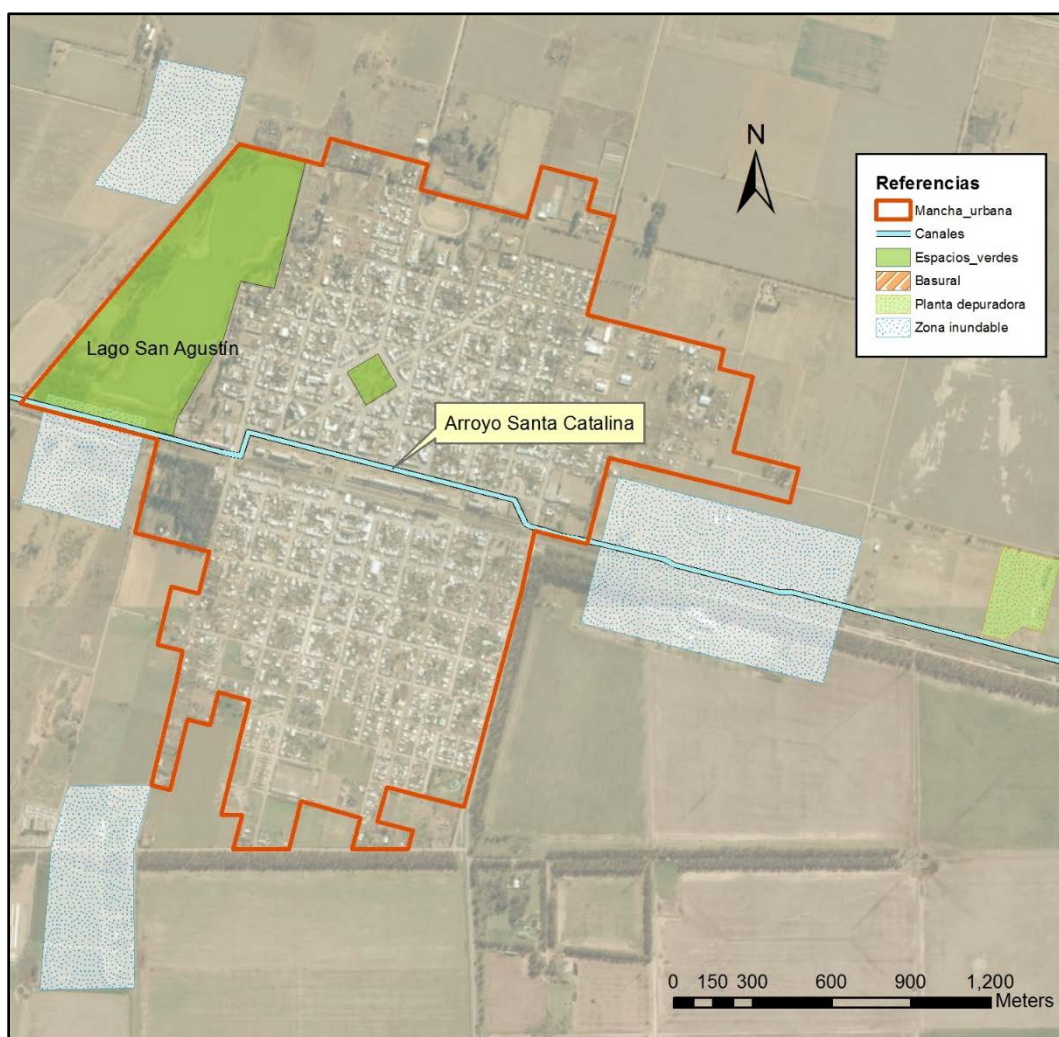 N
Referencias
Mancha_urbana
Canales
Espacios_verdes
Basural
Planta depuradora
Zona inundable
Lago San Agustín
Arroyo Santa Catalina
0 150 300 600 900 1,200
Meters